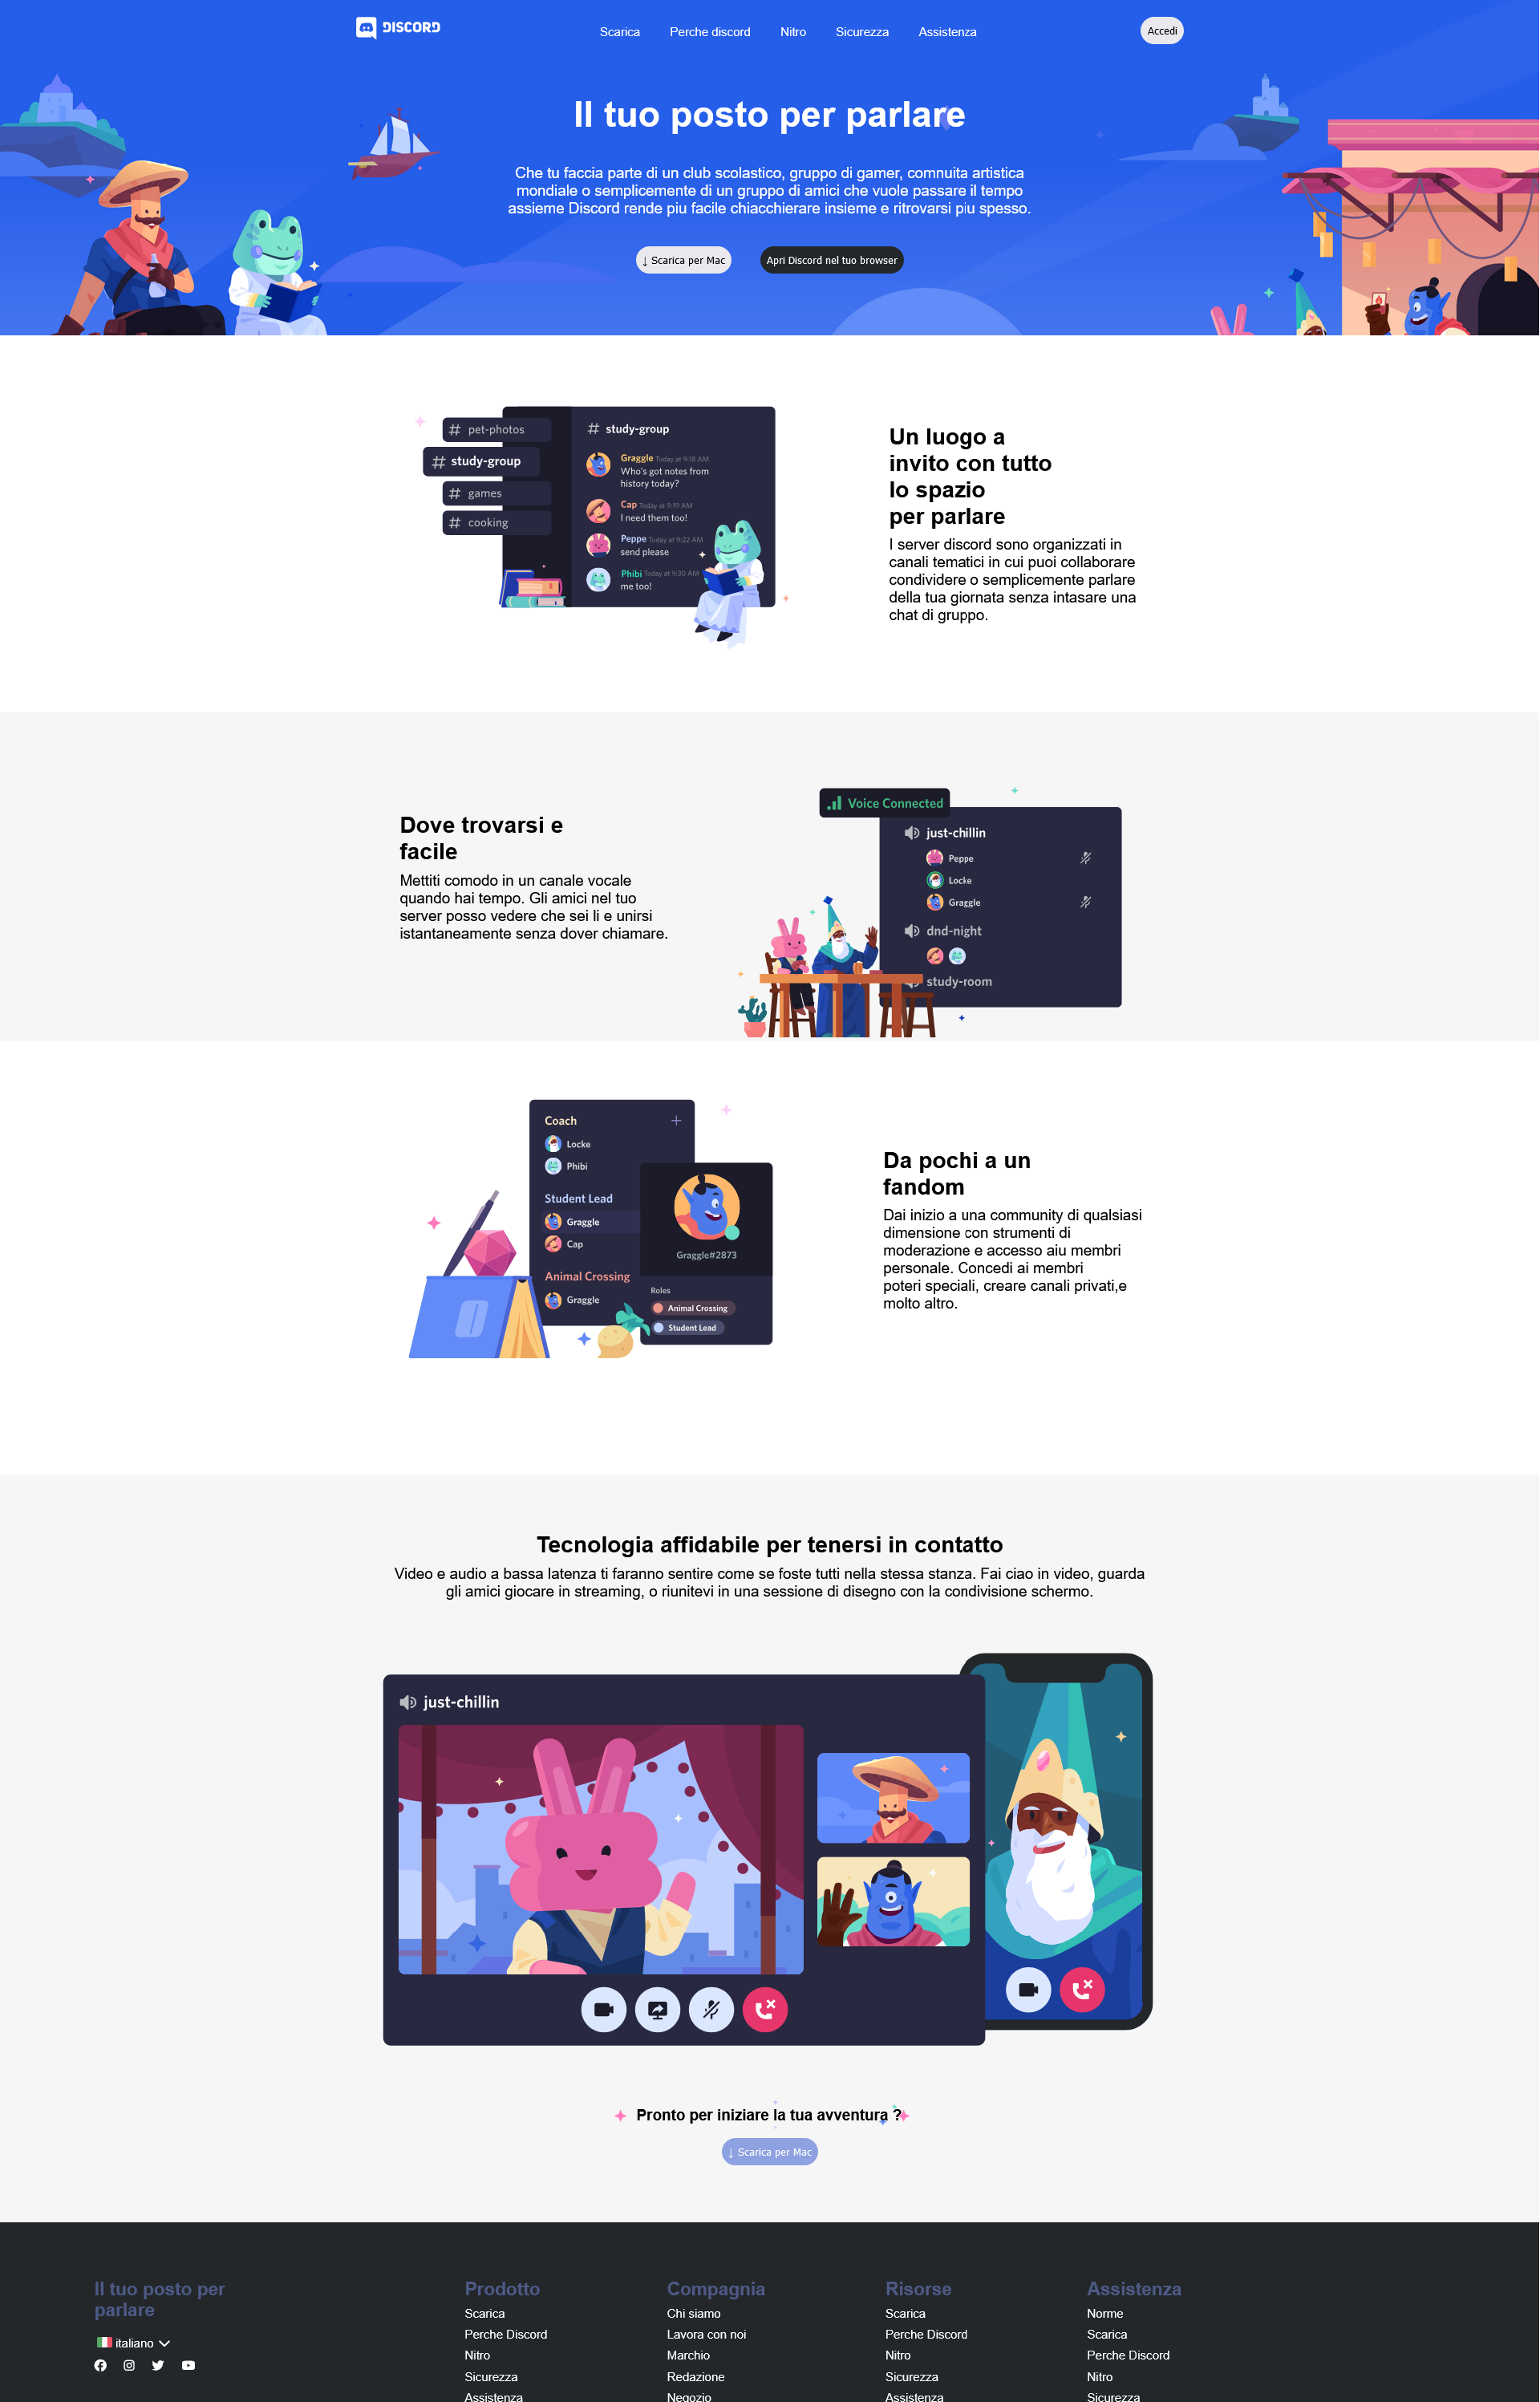 DISCORD
Scarica Perche discord Nitro Sicurezza Assistenza
Accedi
Il tuo posto per parlare
Che tu faccia parte di un club scolastico, gruppo di gamer, comnuita artistica
mondiale o semplicemente di un gruppo di amici che vuole passare il tempo
assieme Discord rende piu facile chiacchierare insieme e ritrovarsi piu spesso.
↓ Scarica per Mac
Apri Discord nel tuo browser
# pet-photos
# study-group
# games
# cooking
# study-group
Graggle Today at 9:18 AM
Who's got notes from
history today?
Cap Today at 9:19 AM
I need them too!
Peppe Today at 9:22 AM
send please
Phibi Today at 9:30 AM
me too!
Un luogo a
invito con tutto
lo spazio
per parlare
I server discord sono organizzati in
canali tematici in cui puoi collaborare
condividere o semplicemente parlare
della tua giornata senza intasare una
chat di gruppo.
Dove trovarsi e
facile
Mettiti comodo in un canale vocale
quando hai tempo. Gli amici nel tuo
server posso vedere che sei li e unirsi
istantaneamente senza dover chiamare.
Voice Connected
just-chillin
Peppe
Locke
Graggle
dnd-night
study-room
Coach
Locke
Phibi
Student Lead
Graggle
Cap
Animal Crossing
Graggle
Graggle#2873
Roles
Animal Crossing
Student Lead
Da pochi a un
fandom
Dai inizio a una community di qualsiasi
dimensione con strumenti di
moderazione e accesso aiu membri
personale. Concedi ai membri
poteri speciali, creare canali privati,e
molto altro.
Tecnologia affidabile per tenersi in contatto
Video e audio a bassa latenza ti faranno sentire come se foste tutti nella stessa stanza. Fai ciao in video, guarda
gli amici giocare in streaming, o riunitevi in una sessione di disegno con la condivisione schermo.
just-chillin
Pronto per iniziare la tua avventura ?
↓ Scarica per Mac
Il tuo posto per
parlare
italiano
Prodotto
Scarica
Perche Discord
Nitro
Sicurezza
Assistenza
Compagnia
Chi siamo
Lavora con noi
Marchio
Redazione
Negozio
Risorse
Scarica
Perche Discord
Nitro
Sicurezza
Assistenza
Assistenza
Norme
Scarica
Perche Discord
Nitro
Sicurezza